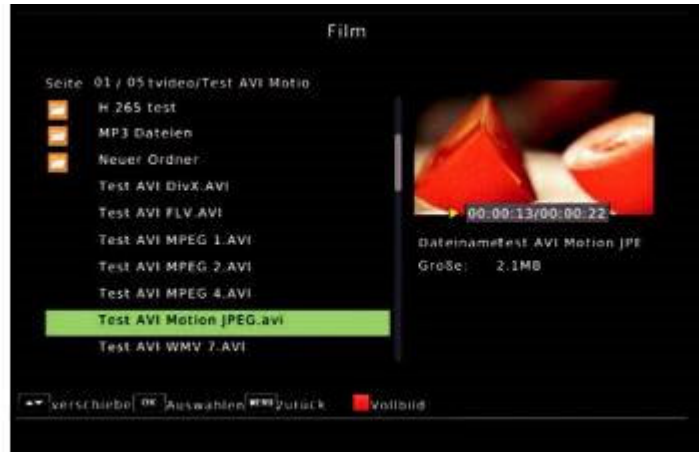 Film
Seite 01 / 05 tvideo/Test AVI Motio
H 265 test
MP3 Dateien
Neuer Ordner
Test AVI DivX.AVI
Test AVI FLV.AVI
Test AVI MPEG 1.AVI
Test AVI MPEG 2.AVI
Test AVI MPEG 4.AVI
Test AVI Motion JPEG.avi
Test AVI WMV 7.AVI
00:00:13/00:00:22
DateinameTest AVI Motion JPE
Größe: 2.1MB
verschiebe OK Auswählen MENU Zurück Vollbild